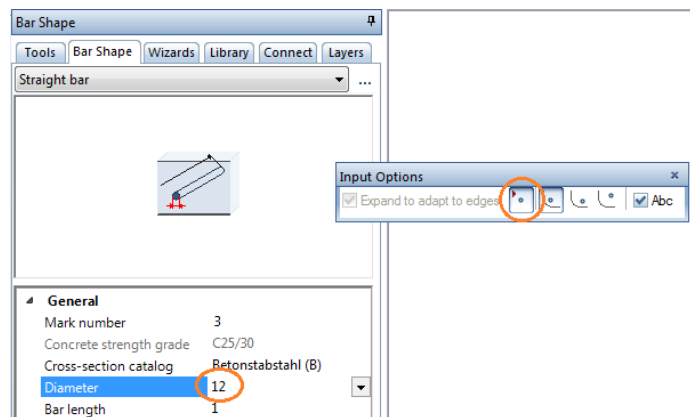 Bar Shape
Tools Bar Shape Wizards Library Connect Layers
Straight bar ...
Input Options
Expand to adapt to edges Abc
General
Mark number 3
Concrete strength grade C25/30
Cross-section catalog Betonstabstahl (B)
Diameter 12
Bar length 1